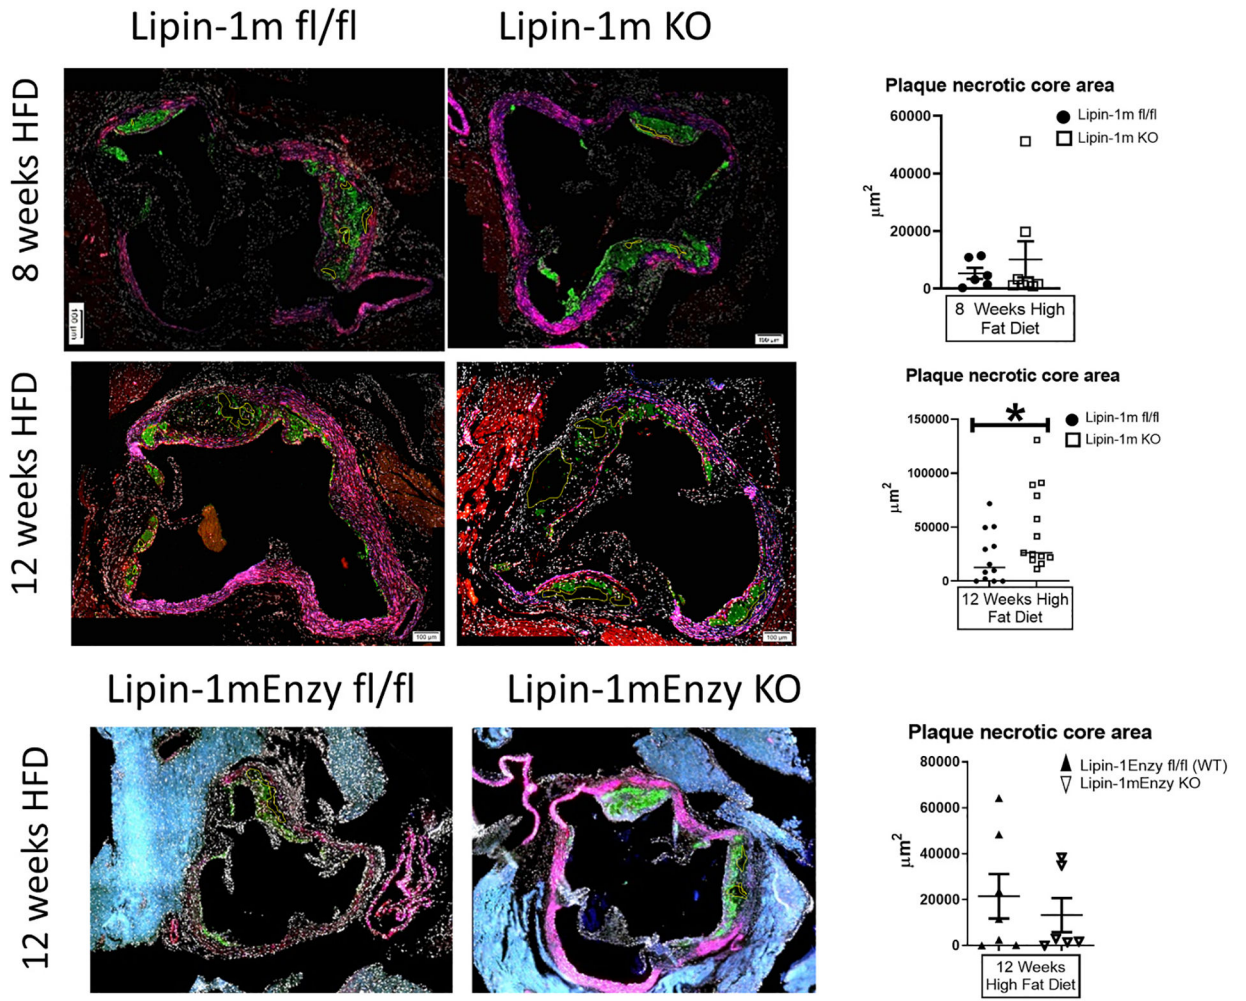 Lipin-1m fl/fl
Lipin-1m KO
8 weeks HFD
100 µm
100 µm
Plaque necrotic core area
µm2
60000
40000
20000
0
Lipin-1m fl/fl
Lipin-1m KO
8 Weeks High
Fat Diet
12 weeks HFD
100 µm
100 µm
Plaque necrotic core area
µm2
150000
100000
50000
0
*
Lipin-1m fl/fl
Lipin-1m KO
12 Weeks High
Fat Diet
Lipin-1mEnzy fl/fl
Lipin-1mEnzy KO
12 weeks HFD
Plaque necrotic core area
µm2
80000
60000
40000
20000
0
Lipin-1Enzy fl/fl (WT)
Lipin-1mEnzy KO
12 Weeks
High Fat Diet